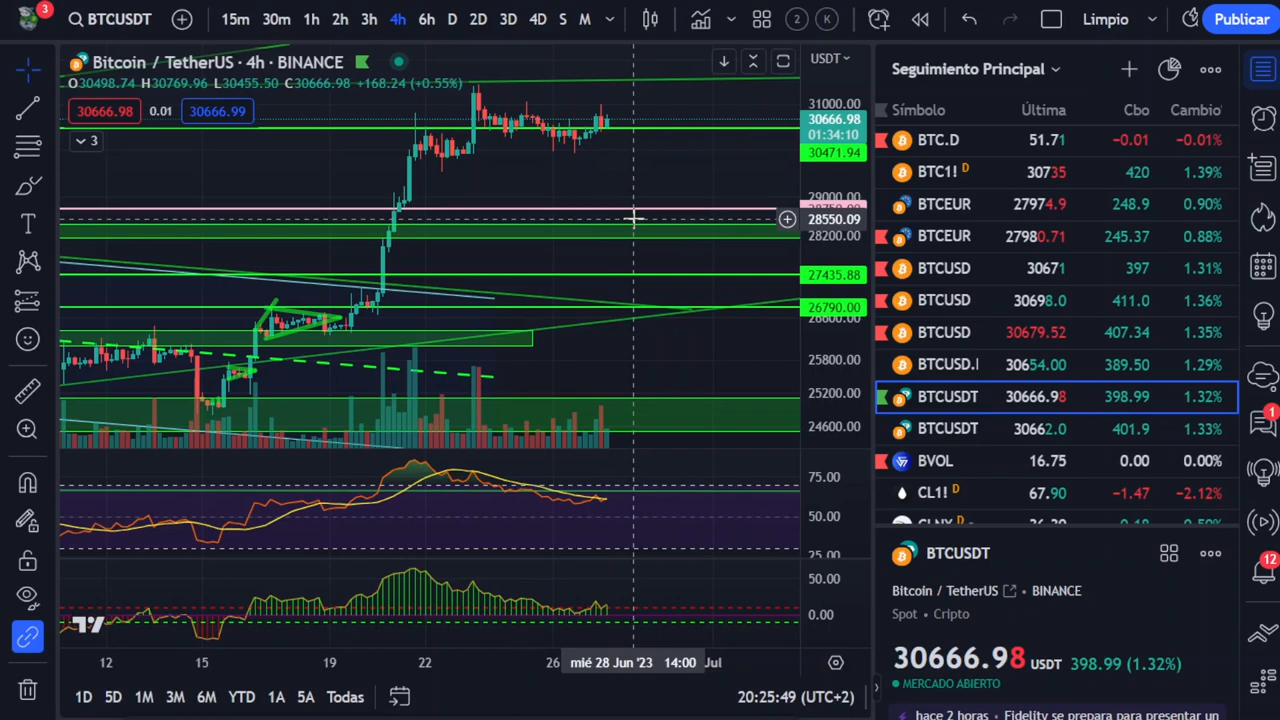 3
BTCUSDT
15m 30m 1h 2h 3h 4h 6h D 2D 3D 4D S M
2 K
Limpio
Publicar
Bitcoin / TetherUS · 4h · BINANCE
O30498.74 H30769.96 L30455.50 C30666.98 +168.24 (+0.55%)
30666.98 0.01 30666.99
3
USDT
31000.00
30666.98
01:34:10
30471.94
29000.00
28550.09
28200.00
27435.88
26790.00
26600.00
25800.00
25200.00
24600.00
75.00
50.00
25.00
50.00
0.00
12 15 19 22 26 mié 28 Jun '23 14:00 Jul
1D 5D 1M 3M 6M YTD 1A 5A Todas
20:25:49 (UTC+2)
Seguimiento Principal
Símbolo Última Cbo Cambio
BTC.D 51.71 −0.01 −0.01%
BTC1! D 30735 420 1.39%
BTCEUR 27974.9 248.9 0.90%
BTCEUR 27980.71 245.37 0.88%
BTCUSD 30671 397 1.31%
BTCUSD 30698.0 411.0 1.36%
BTCUSD 30679.52 407.34 1.35%
BTCUSD.I 30654.00 389.50 1.29%
BTCUSDT 30666.98 398.99 1.32%
BTCUSDT 30662.0 401.9 1.33%
BVOL 16.75 0.00 0.00%
CL1! D 67.90 −1.47 −2.12%
BTCUSDT
Bitcoin / TetherUS • BINANCE
Spot • Cripto
30666.98 USDT 398.99 (1.32%)
MERCADO ABIERTO
hace 2 horas • Fidelity se prepara para presentar un
1
12